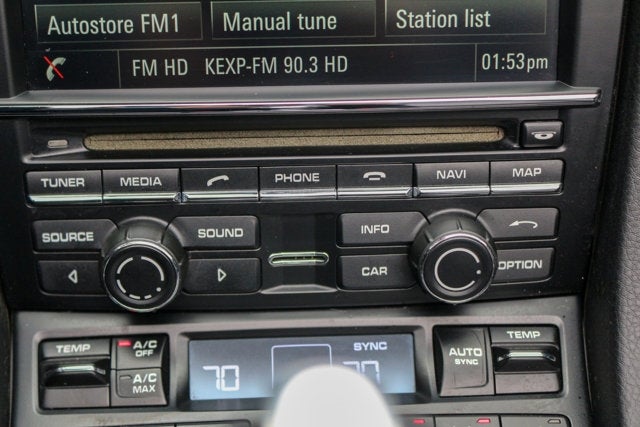 Autostore FM1 Manual tune Station list
FM HD KEXP-FM 90.3 HD 01:53pm
TUNER MEDIA PHONE NAVI MAP
SOURCE SOUND INFO
CAR OPTION
TEMP A/C OFF SYNC AUTO SYNC TEMP
A/C MAX 70 70